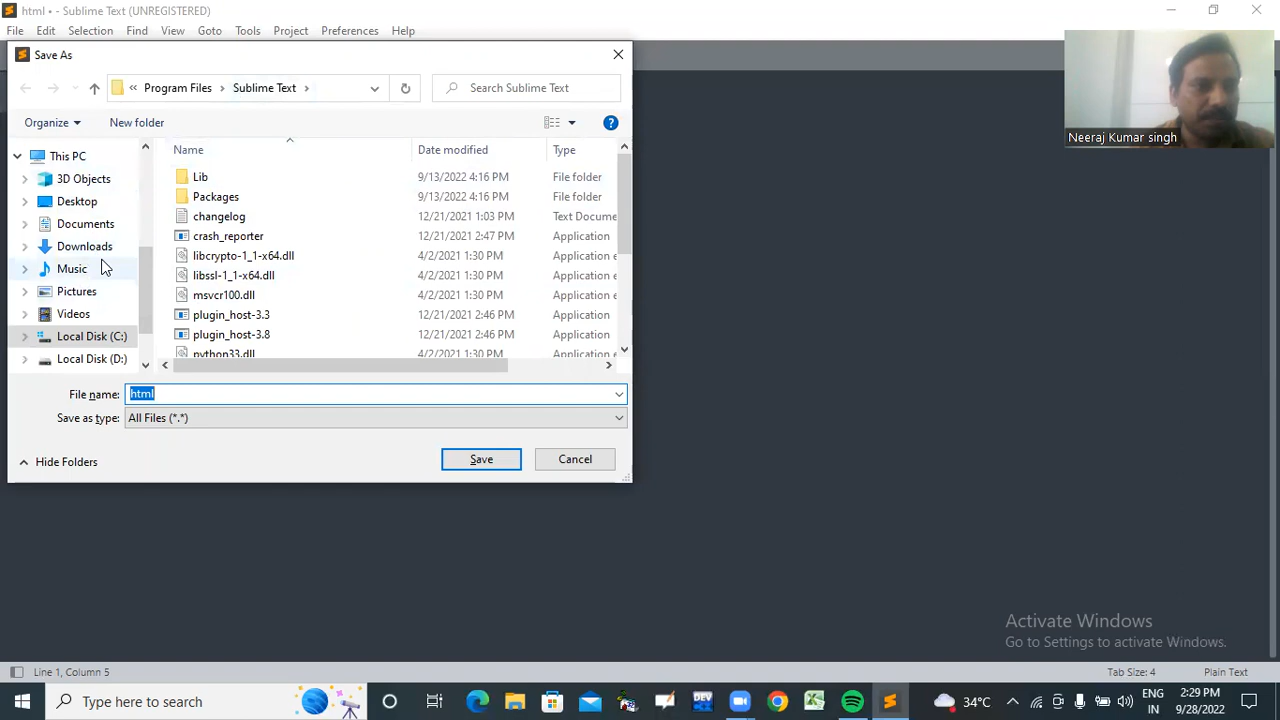 html • - Sublime Text (UNREGISTERED)
File Edit Selection Find View Goto Tools Project Preferences Help
Save As
Program Files Sublime Text Search Sublime Text
Organize New folder
This PC
3D Objects
Desktop
Documents
Downloads
Music
Pictures
Videos
Local Disk (C:)
Local Disk (D:)
Name Date modified Type
Lib 9/13/2022 4:16 PM File folder
Packages 9/13/2022 4:16 PM File folder
changelog 12/21/2021 1:03 PM Text Docume
crash_reporter 12/21/2021 2:47 PM Application
libcrypto-1_1-x64.dll 4/2/2021 1:30 PM Application e
libssl-1_1-x64.dll 4/2/2021 1:30 PM Application e
msvcr100.dll 4/2/2021 1:30 PM Application e
plugin_host-3.3 12/21/2021 2:46 PM Application
plugin_host-3.8 12/21/2021 2:46 PM Application
python33.dll 4/2/2021 1:30 PM Application e
File name: html
Save as type: All Files (*.*)
Hide Folders Save Cancel
Neeraj Kumar singh
Activate Windows
Go to Settings to activate Windows.
Line 1, Column 5 Tab Size: 4 Plain Text
Type here to search 34°C ENG 2:29 PM
IN 9/28/2022